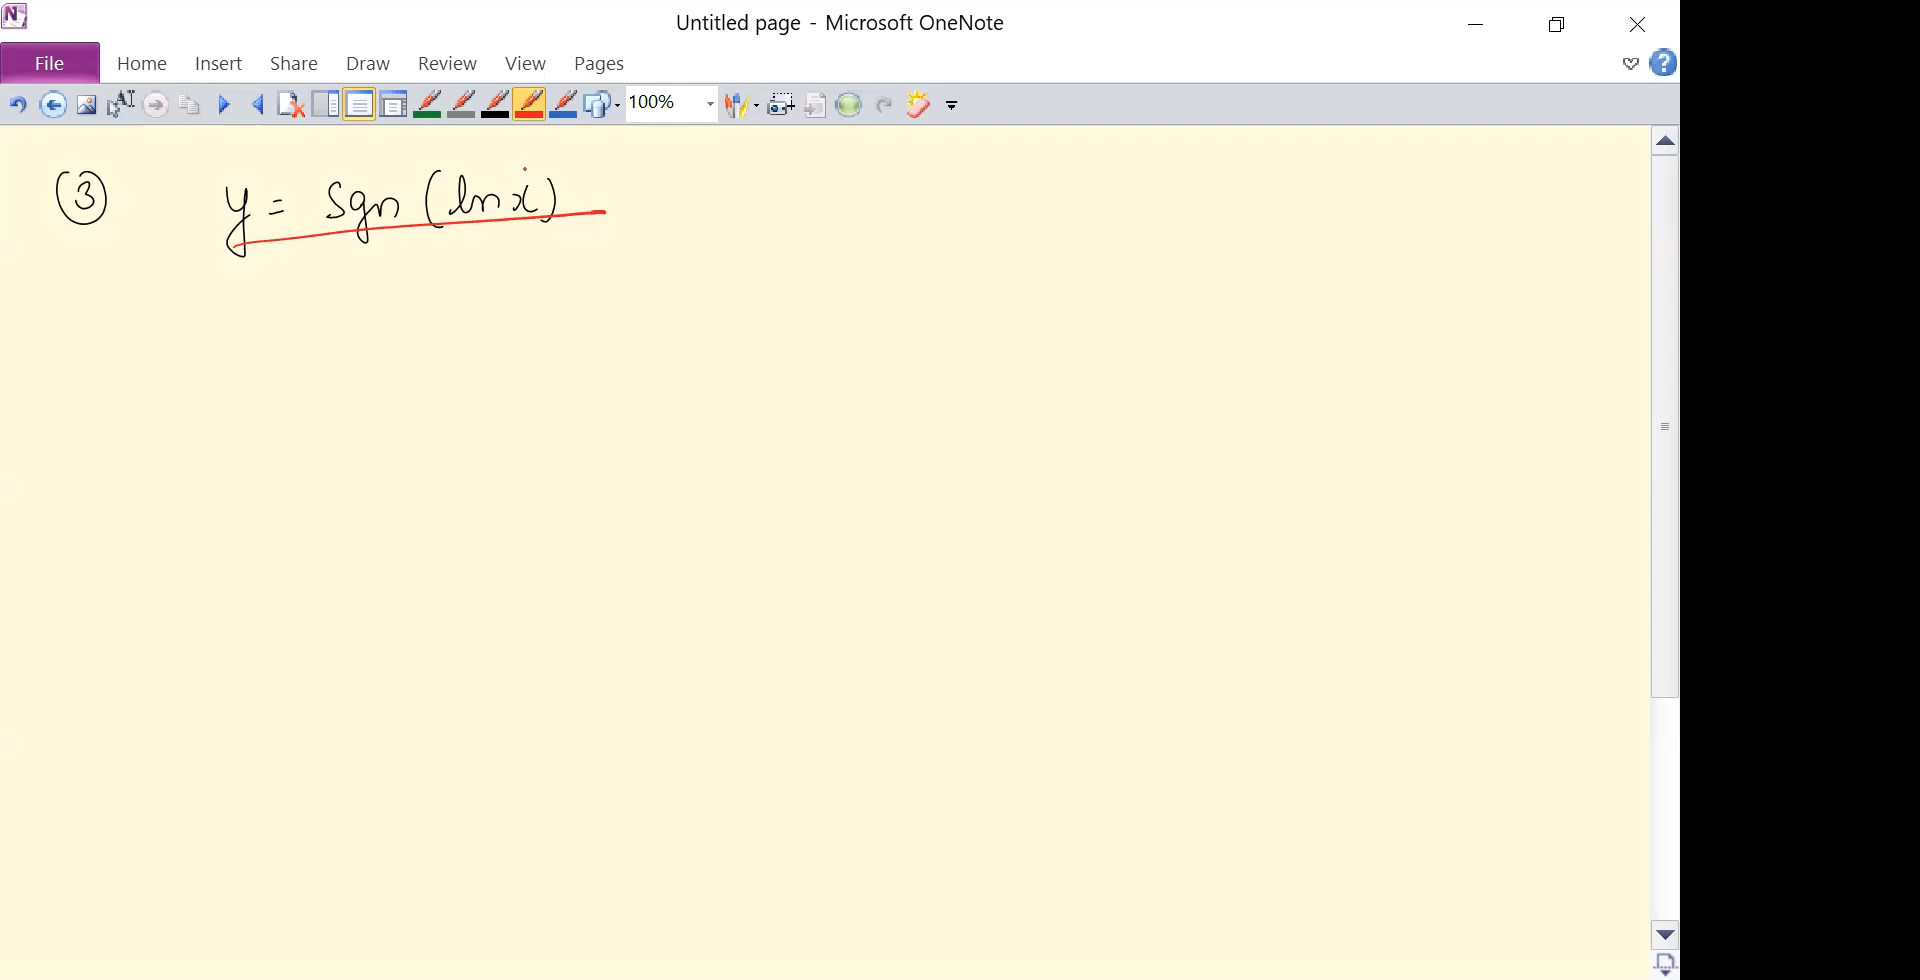 Untitled page - Microsoft OneNote
File Home Insert Share Draw Review View Pages
100%
③ y = sgn (ln x)